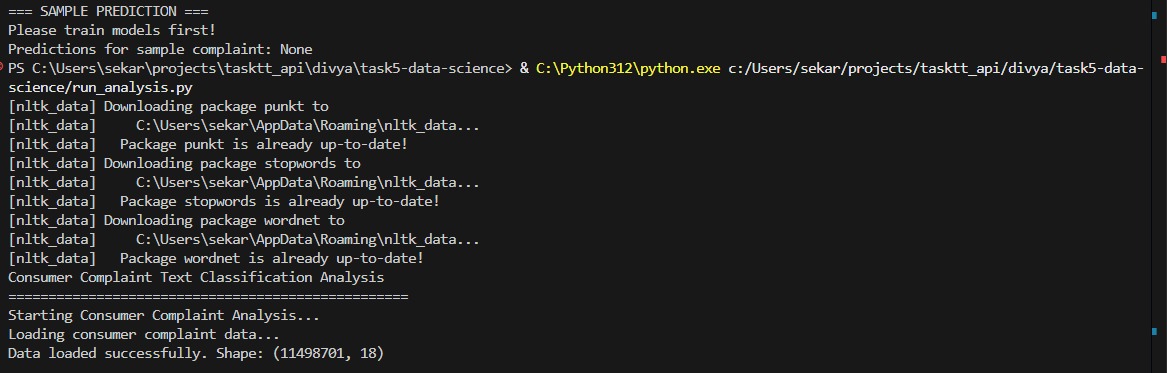 === SAMPLE PREDICTION ===
Please train models first!
Predictions for sample complaint: None
PS C:\Users\sekar\projects\tasktt_api\divya\task5-data-science> & C:\Python312\python.exe c:/Users/sekar/projects/tasktt_api/divya/task5-data-
science/run_analysis.py
[nltk_data] Downloading package punkt to
[nltk_data]     C:\Users\sekar\AppData\Roaming\nltk_data...
[nltk_data]   Package punkt is already up-to-date!
[nltk_data] Downloading package stopwords to
[nltk_data]     C:\Users\sekar\AppData\Roaming\nltk_data...
[nltk_data]   Package stopwords is already up-to-date!
[nltk_data] Downloading package wordnet to
[nltk_data]     C:\Users\sekar\AppData\Roaming\nltk_data...
[nltk_data]   Package wordnet is already up-to-date!
Consumer Complaint Text Classification Analysis
==================================================
Starting Consumer Complaint Analysis...
Loading consumer complaint data...
Data loaded successfully. Shape: (11498701, 18)